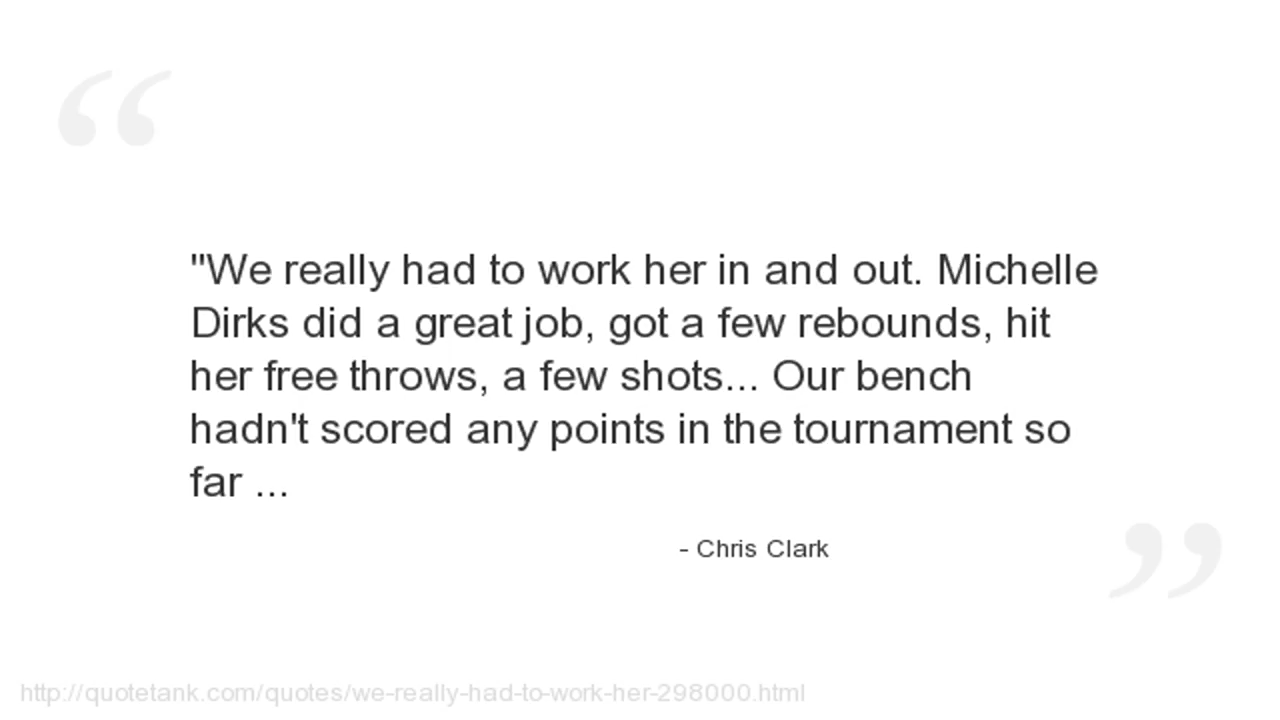 "We really had to work her in and out. Michelle
Dirks did a great job, got a few rebounds, hit
her free throws, a few shots... Our bench
hadn't scored any points in the tournament so
far ...
- Chris Clark
http://quotetank.com/quotes/we-really-had-to-work-her-298000.html